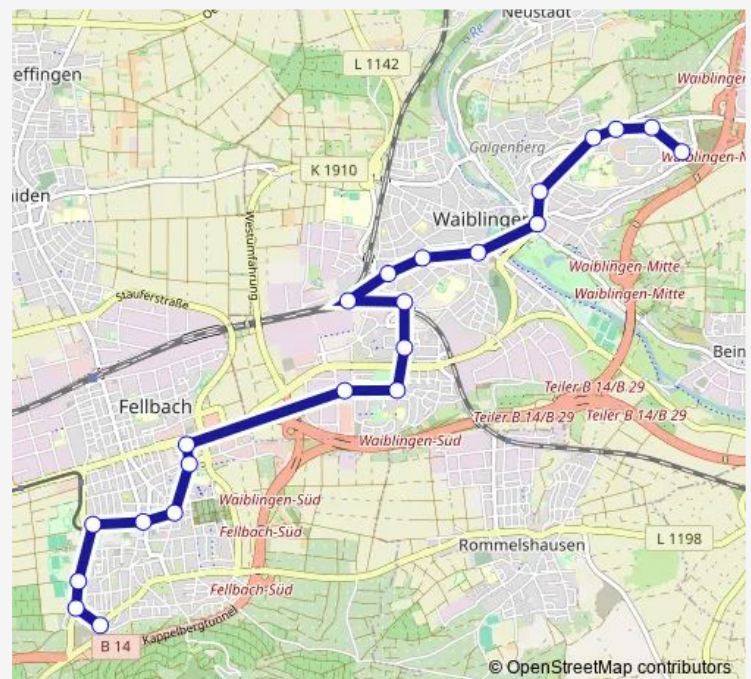 Neustadt
L 1142
effingen
Waiblingen
K 1910
Galgenberg
Waiblingen-N
iden
Waiblingen
Westumfahrung
Waiblingen-Mitte
Waiblingen-Mitte
stauferstraße
Bein
Fellbach
Teiler B 14/B 29
Teiler B 14/B 29
Teiler B 14/B 29
Waiblingen-Süd
Waiblingen-Süd
Fellbach-Süd
L 1198
Rommelshausen
Fellbach-Süd
Kappelbergtunnel
B 14
© OpenStreetMap contributors